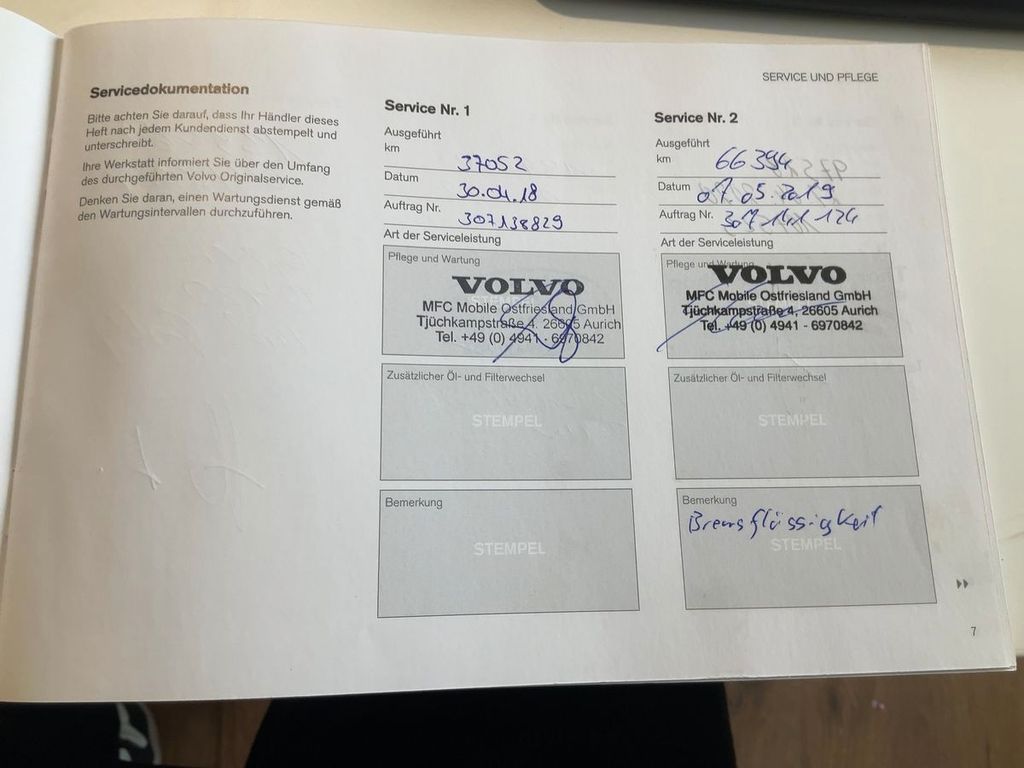 SERVICE UND PFLEGE
Servicedokumentation
Bitte achten Sie darauf, dass Ihr Händler dieses
Heft nach jedem Kundendienst abstempelt und
unterschreibt.
Ihre Werkstatt informiert Sie über den Umfang
des durchgeführten Volvo Originalservice.
Denken Sie daran, einen Wartungsdienst gemäß
den Wartungsintervallen durchzuführen.
Service Nr. 1
Ausgeführt
km 37052
Datum 30.04.18
Auftrag Nr. 307138829
Art der Serviceleistung
Pflege und Wartung
VOLVO
MFC Mobile Ostfriesland GmbH
Tjüchkampstraße 4, 26605 Aurich
Tel. +49 (0) 4941 - 6970842
Zusätzlicher Öl- und Filterwechsel
STEMPEL
Bemerkung
STEMPEL
Service Nr. 2
Ausgeführt
km 66394
Datum 07.05.2019
Auftrag Nr. 307 141 124
Art der Serviceleistung
Pflege und Wartung
VOLVO
MFC Mobile Ostfriesland GmbH
Tjüchkampstraße 4, 26605 Aurich
Tel. +49 (0) 4941 - 6970842
Zusätzlicher Öl- und Filterwechsel
STEMPEL
Bemerkung
Bremsflüssigkeit
STEMPEL
7